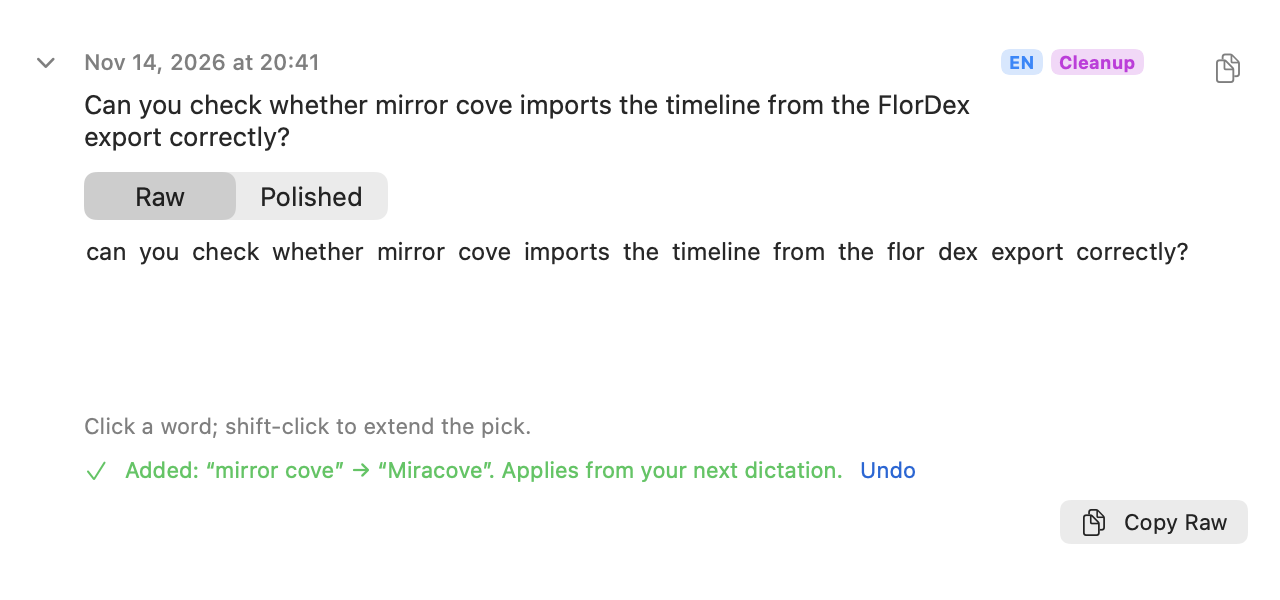 Nov 14, 2026 at 20:41
EN Cleanup
Can you check whether mirror cove imports the timeline from the FlorDex
export correctly?
Raw Polished
can you check whether mirror cove imports the timeline from the flor dex export correctly?
Click a word; shift-click to extend the pick.
Added: “mirror cove” → “Miracove”. Applies from your next dictation. Undo
Copy Raw